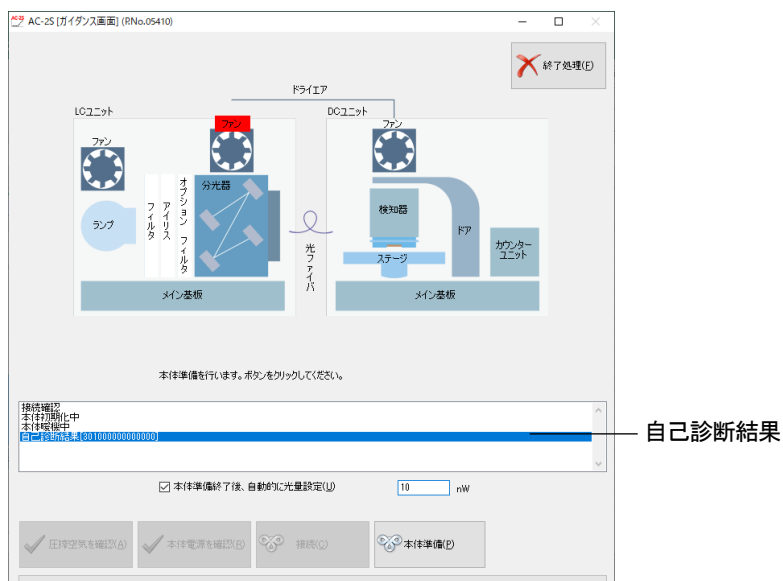 AC-2S [ガイダンス画面] (P.No.05410)
終了処理(E)
ドライエア
LCユニット
DCユニット
ファン
ファン
ファン
ランプ
フィルタ
アイリス
オプション フィルタ
分光器
光ファイバ
検知器
ステージ
ドア
カウンター
ユニット
メイン基板
メイン基板
本体準備を行います。ボタンをクリックしてください。
接続確認
本体初期化中
本体暖機中
自己診断結果[301000000000000]
自己診断結果
本体準備終了後、自動的に光量設定(U)
10 nW
圧搾空気を確認(A)
本体電源を確認(B)
接続(C)
本体準備(P)